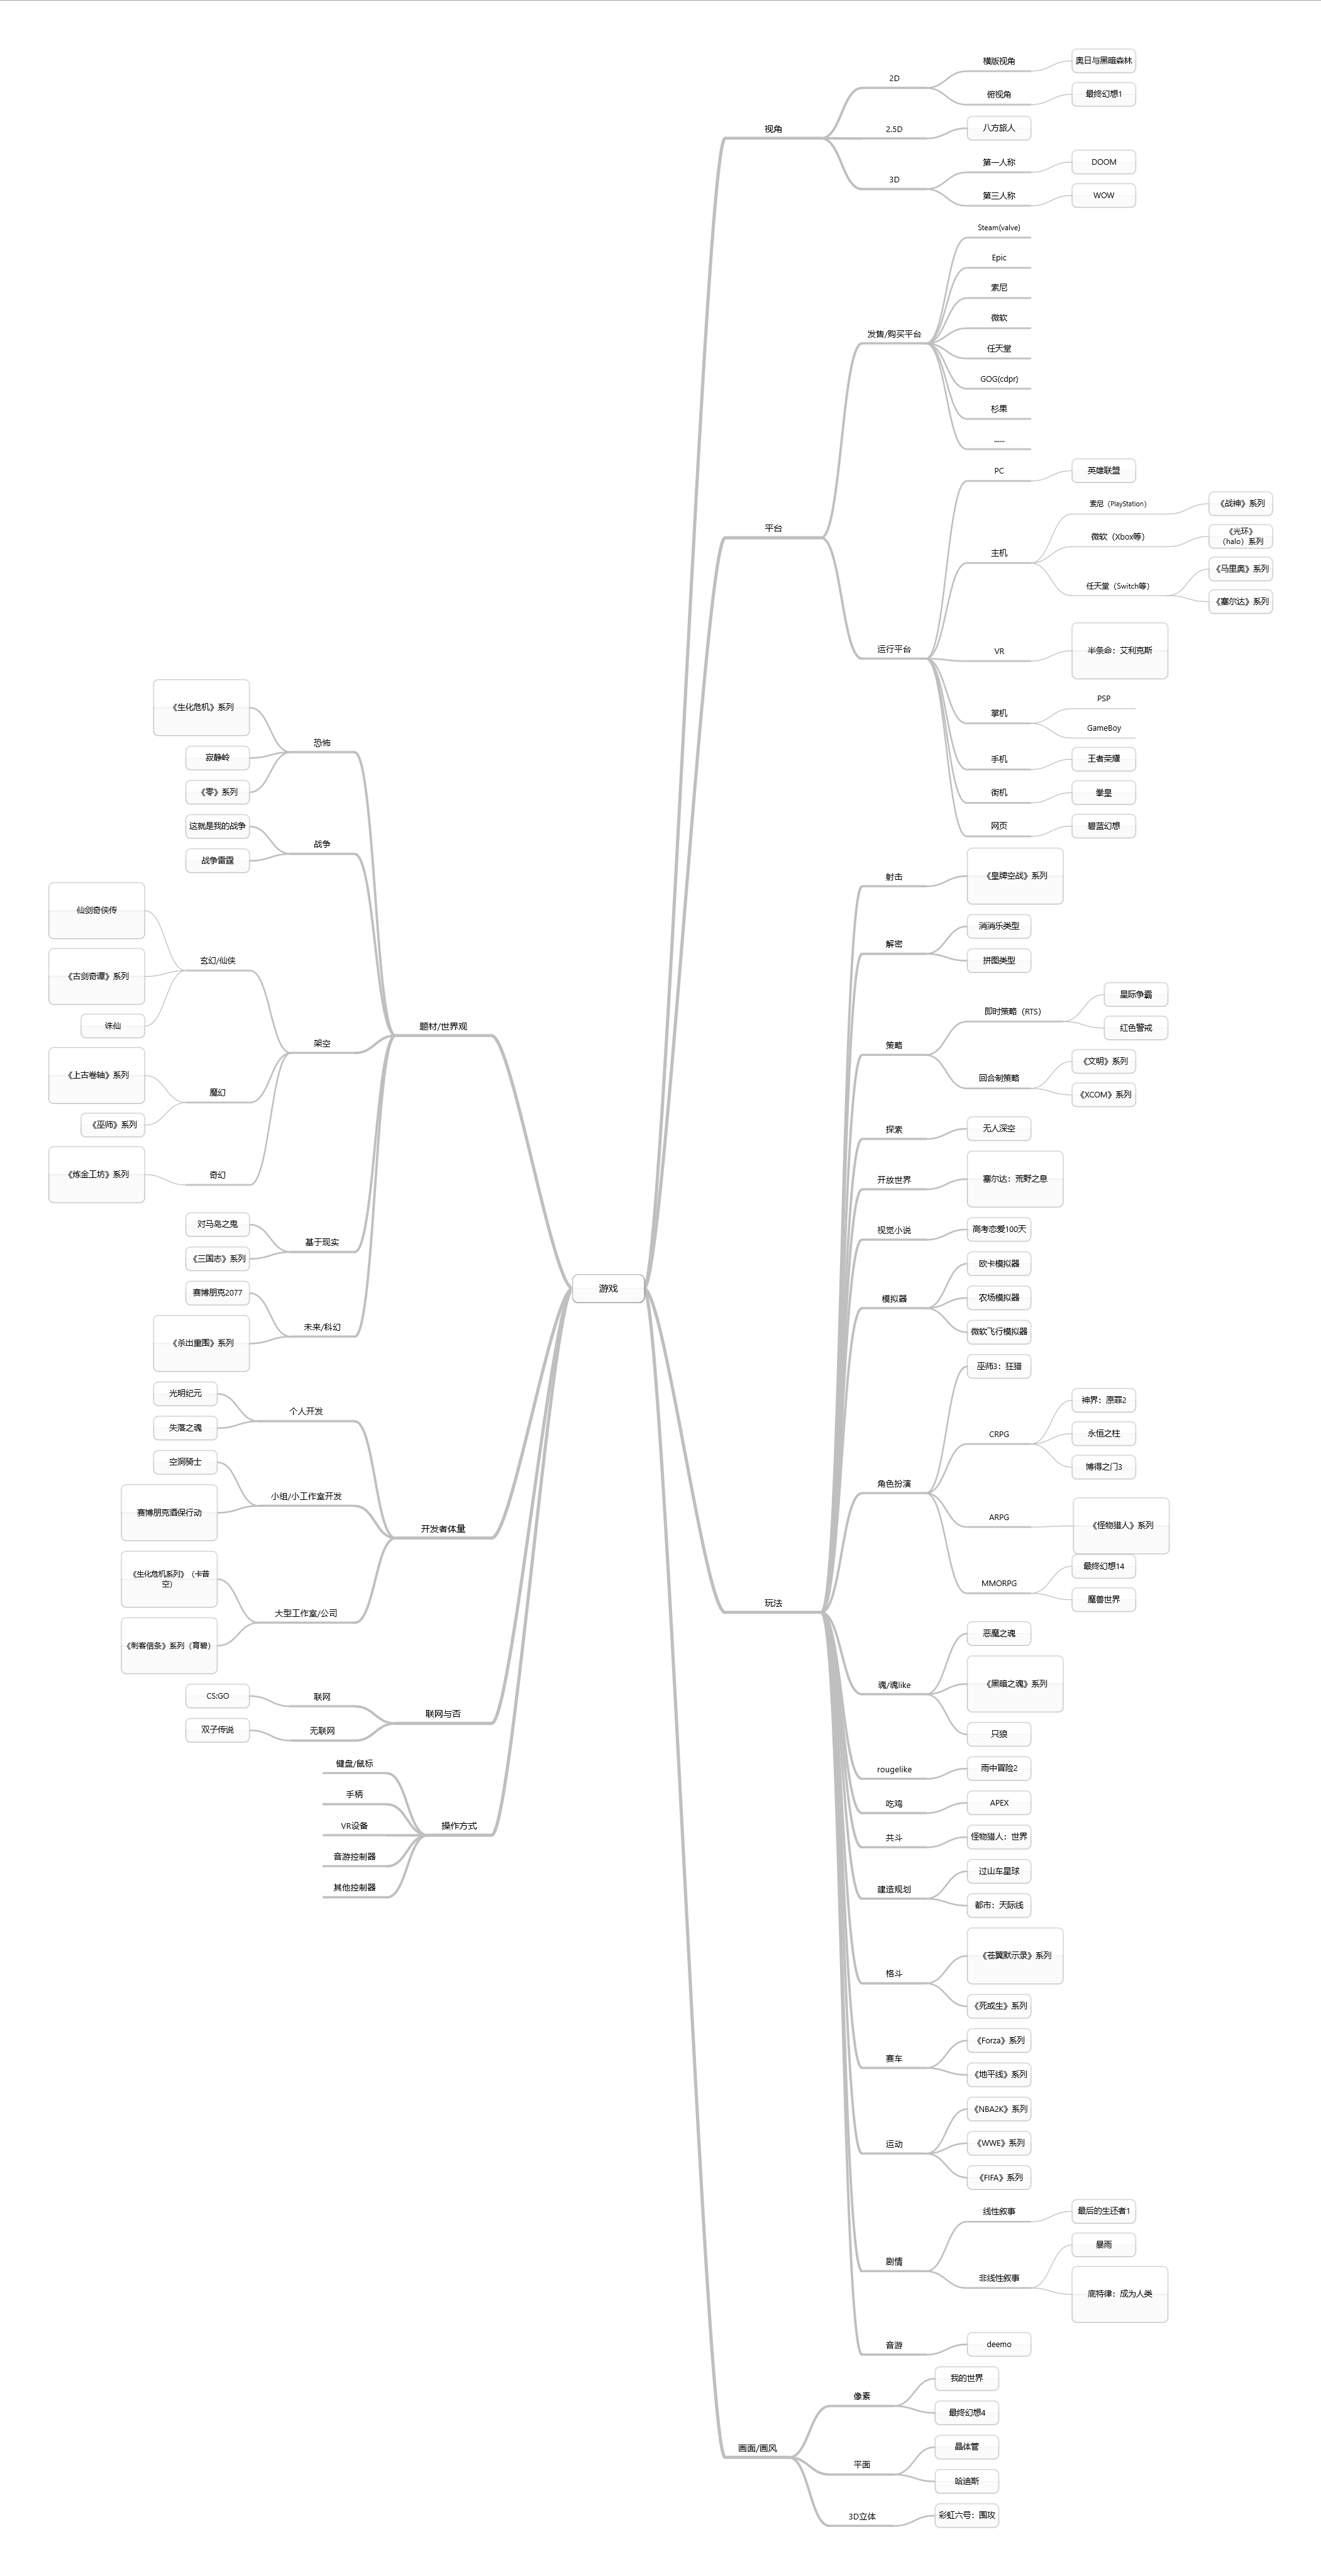 游戏
视角
2D
横版视角
奥日与黑暗森林
俯视角
最终幻想1
2.5D
八方旅人
3D
第一人称
DOOM
第三人称
WOW
平台
发售/购买平台
Steam(valve)
Epic
索尼
微软
任天堂
GOG(cdpr)
杉果
......
运行平台
PC
英雄联盟
主机
索尼（PlayStation）
《战神》系列
微软（Xbox等）
《光环》
（halo）系列
任天堂（Switch等）
《马里奥》系列
《塞尔达》系列
VR
半条命：艾利克斯
掌机
PSP
GameBoy
手机
王者荣耀
街机
拳皇
网页
碧蓝幻想
玩法
射击
《皇牌空战》系列
解密
消消乐类型
拼图类型
策略
即时策略（RTS）
星际争霸
红色警戒
回合制策略
《文明》系列
《XCOM》系列
探索
无人深空
开放世界
塞尔达：荒野之息
视觉小说
高考恋爱100天
模拟器
欧卡模拟器
农场模拟器
微软飞行模拟器
角色扮演
巫师3：狂猎
CRPG
神界：原罪2
永恒之柱
博得之门3
ARPG
《怪物猎人》系列
MMORPG
最终幻想14
魔兽世界
魂/魂like
恶魔之魂
《黑暗之魂》系列
只狼
rougelike
雨中冒险2
吃鸡
APEX
共斗
怪物猎人：世界
建造规划
过山车星球
都市：天际线
格斗
《苍翼默示录》系列
《死或生》系列
赛车
《Forza》系列
《地平线》系列
运动
《NBA2K》系列
《WWE》系列
《FIFA》系列
剧情
线性叙事
最后的生还者1
非线性叙事
暴雨
底特律：成为人类
音游
deemo
画面/画风
像素
我的世界
最终幻想4
平面
晶体管
哈迪斯
3D立体
彩虹六号：围攻
题材/世界观
恐怖
《生化危机》系列
寂静岭
《零》系列
战争
这就是我的战争
战争雷霆
架空
玄幻/仙侠
仙剑奇侠传
《古剑奇谭》系列
诛仙
魔幻
《上古卷轴》系列
《巫师》系列
奇幻
《炼金工坊》系列
基于现实
对马岛之鬼
《三国志》系列
未来/科幻
赛博朋克2077
《杀出重围》系列
开发者体量
个人开发
光明纪元
失落之魂
小组/小工作室开发
空洞骑士
赛博朋克酒保行动
大型工作室/公司
《生化危机系列》（卡普
空）
《刺客信条》系列（育碧）
联网与否
联网
CS:GO
无联网
双子传说
操作方式
键盘/鼠标
手柄
VR设备
音游控制器
其他控制器